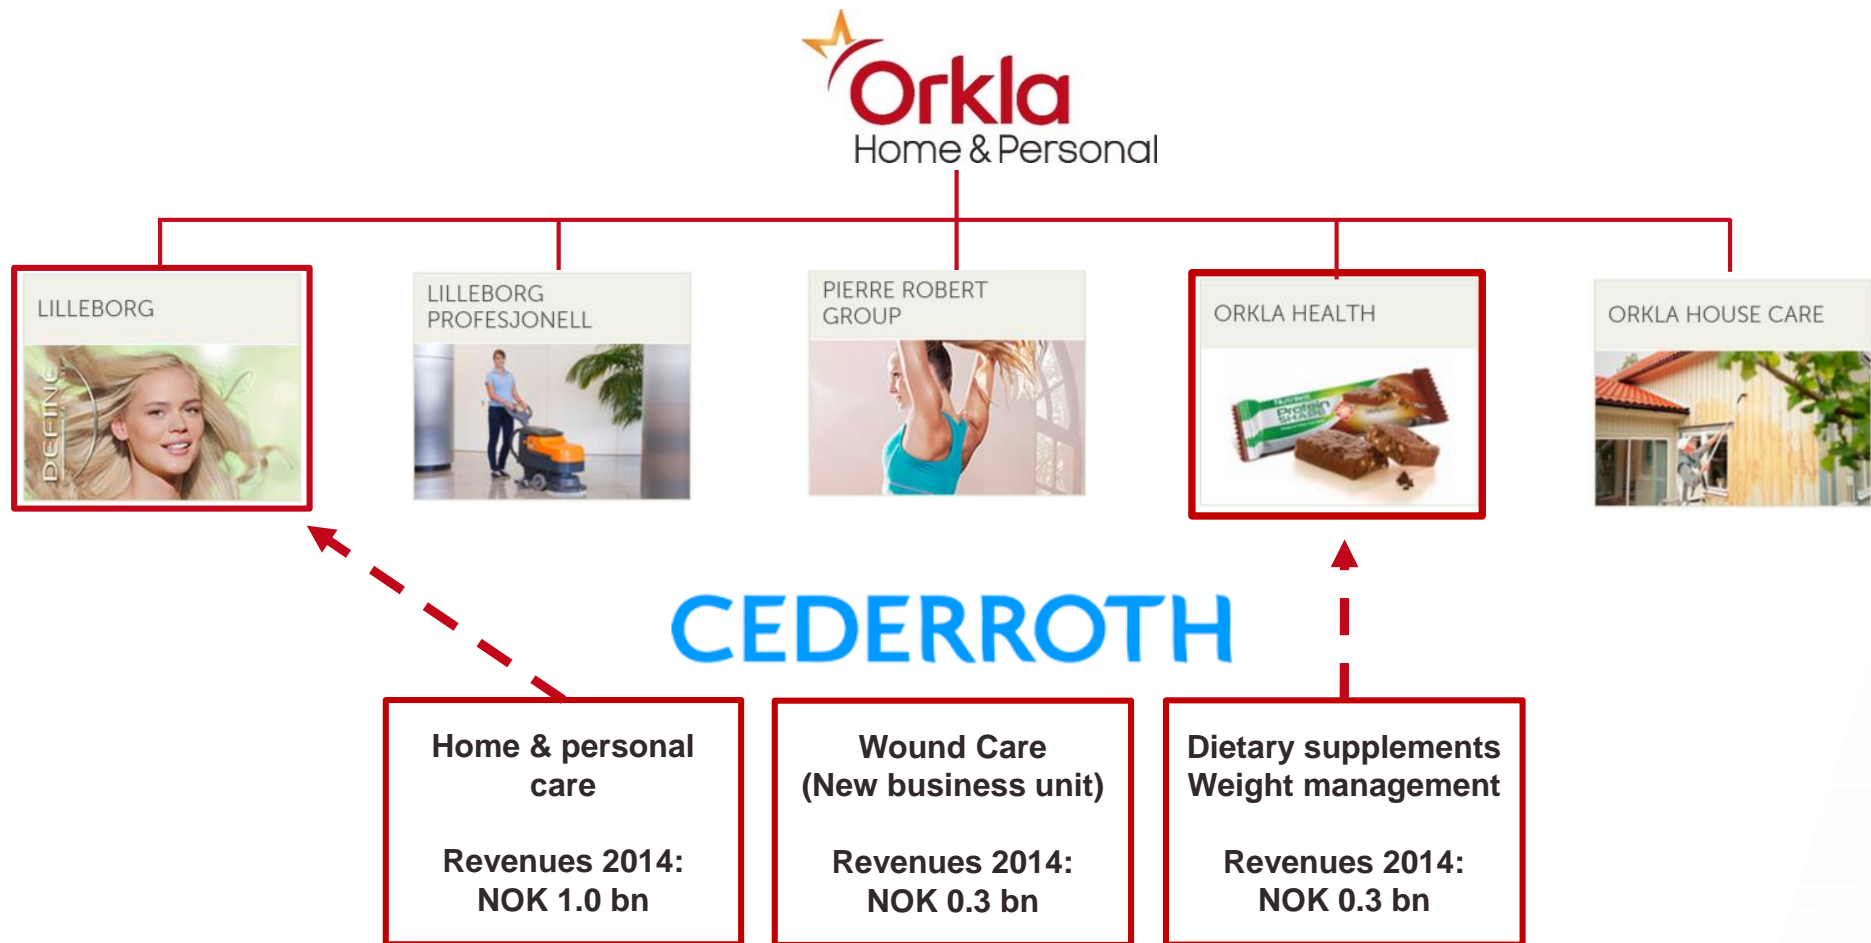 Orkla
Home & Personal
LILLEBORG
LILLEBORG
PROFESJONELL
PIERRE ROBERT
GROUP
ORKLA HEALTH
ORKLA HOUSE CARE
DEFINE
Protein
CEDERROTH
Home & personal
care
Revenues 2014:
NOK 1.0 bn
Wound Care
(New business unit)
Revenues 2014:
NOK 0.3 bn
Dietary supplements
Weight management
Revenues 2014:
NOK 0.3 bn